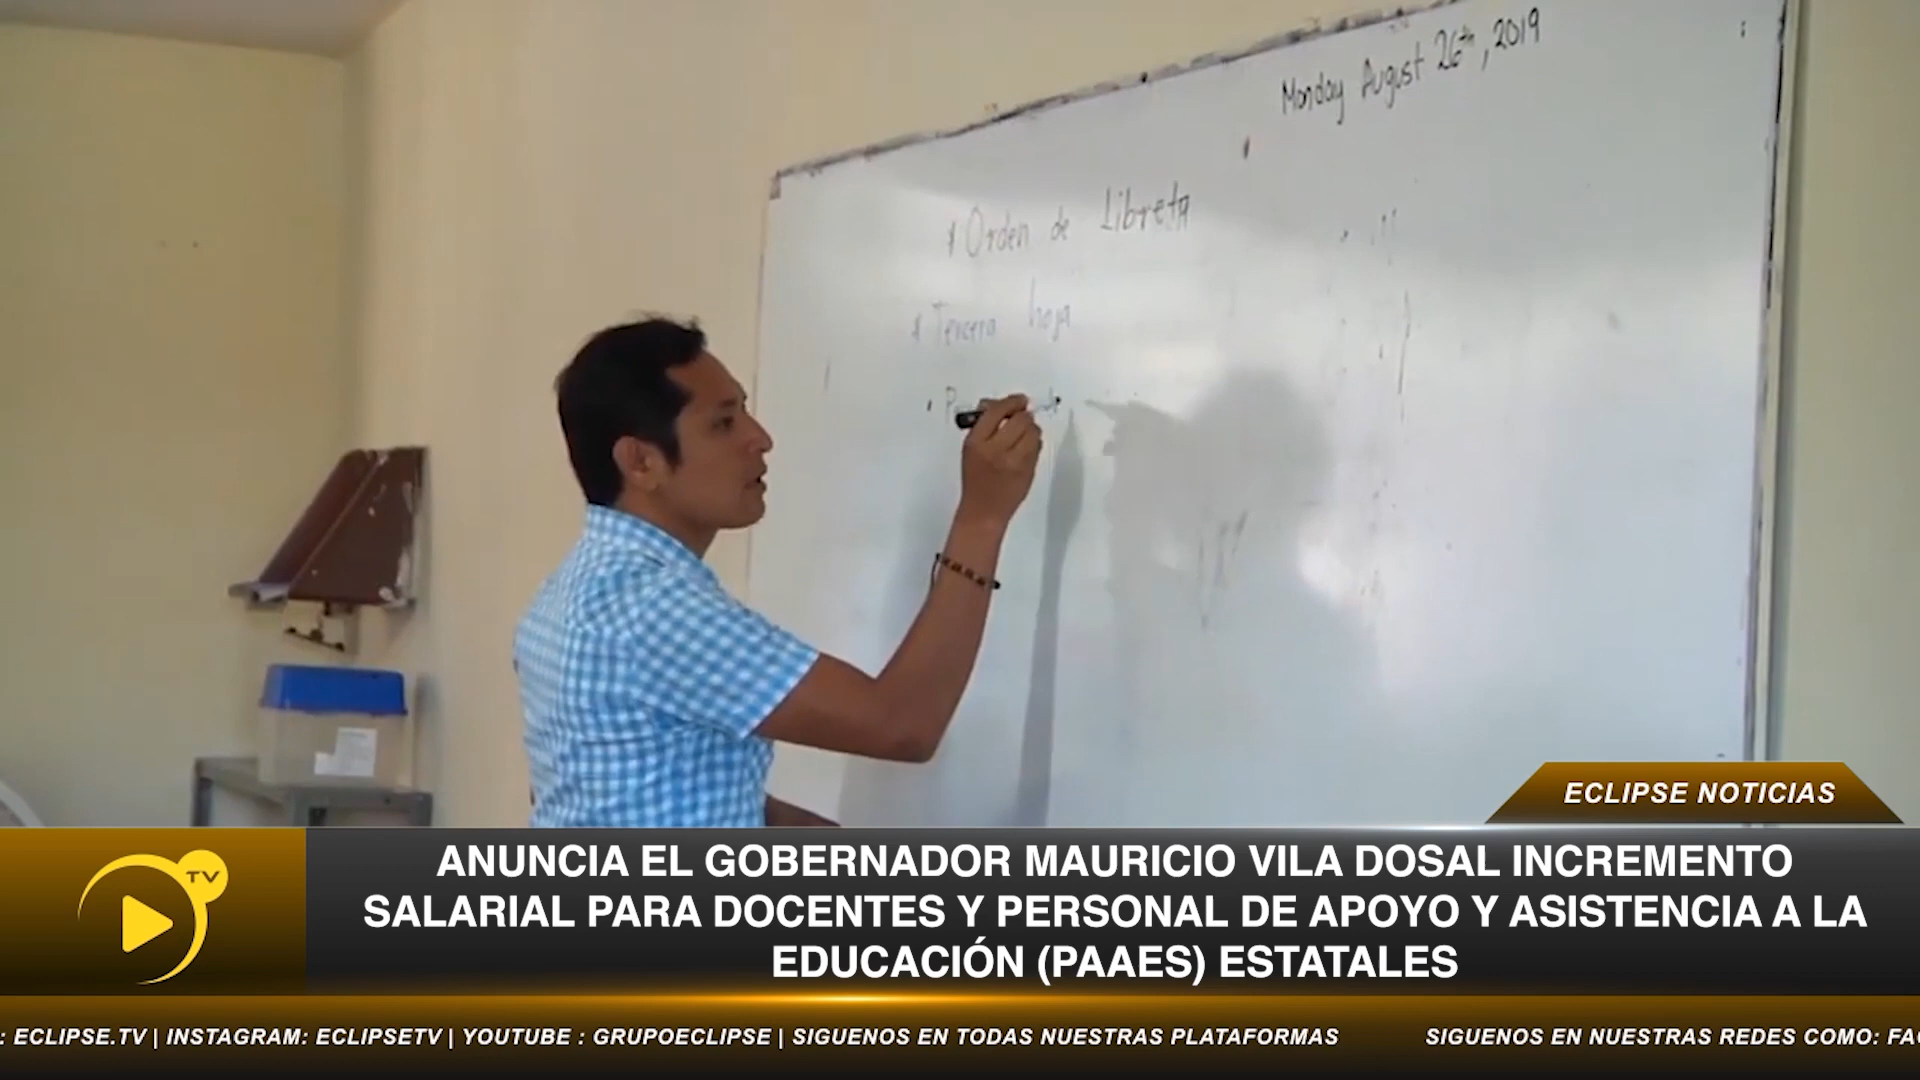 Monday August 26th, 2019
* Orden de Libreta
* Tercera hoja
ECLIPSE NOTICIAS
TV
ANUNCIA EL GOBERNADOR MAURICIO VILA DOSAL INCREMENTO
SALARIAL PARA DOCENTES Y PERSONAL DE APOYO Y ASISTENCIA A LA
EDUCACIÓN (PAAES) ESTATALES
: ECLIPSE.TV | INSTAGRAM: ECLIPSETV | YOUTUBE : GRUPOECLIPSE | SIGUENOS EN TODAS NUESTRAS PLATAFORMAS SIGUENOS EN NUESTRAS REDES COMO: